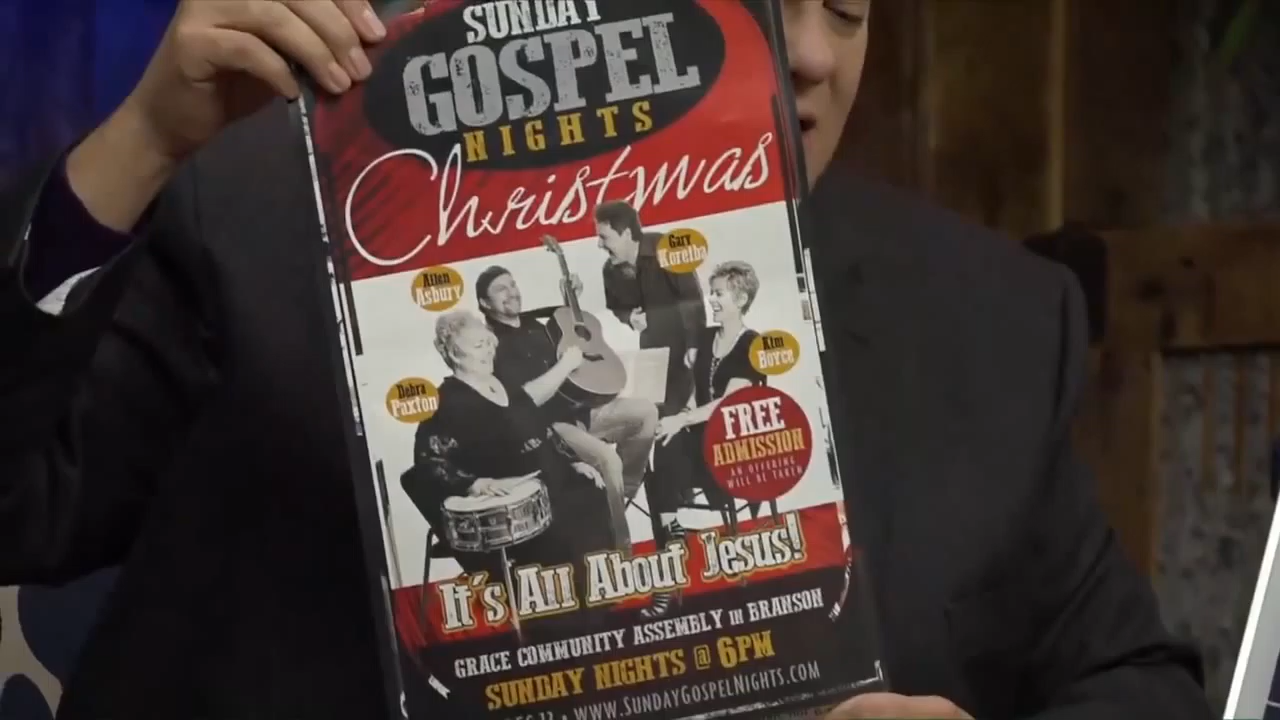 SUNDAY
GOSPEL
NIGHTS
Christmas
Gary
Koretba
Allen
Asbury
Kim
Boyce
Debra
Paxton
FREE
ADMISSION
AN OFFERING
WILL BE TAKEN
It's All About Jesus!
GRACE COMMUNITY ASSEMBLY IN BRANSON
SUNDAY NIGHTS @ 6PM
• WWW.SUNDAYGOSPELNIGHTS.COM